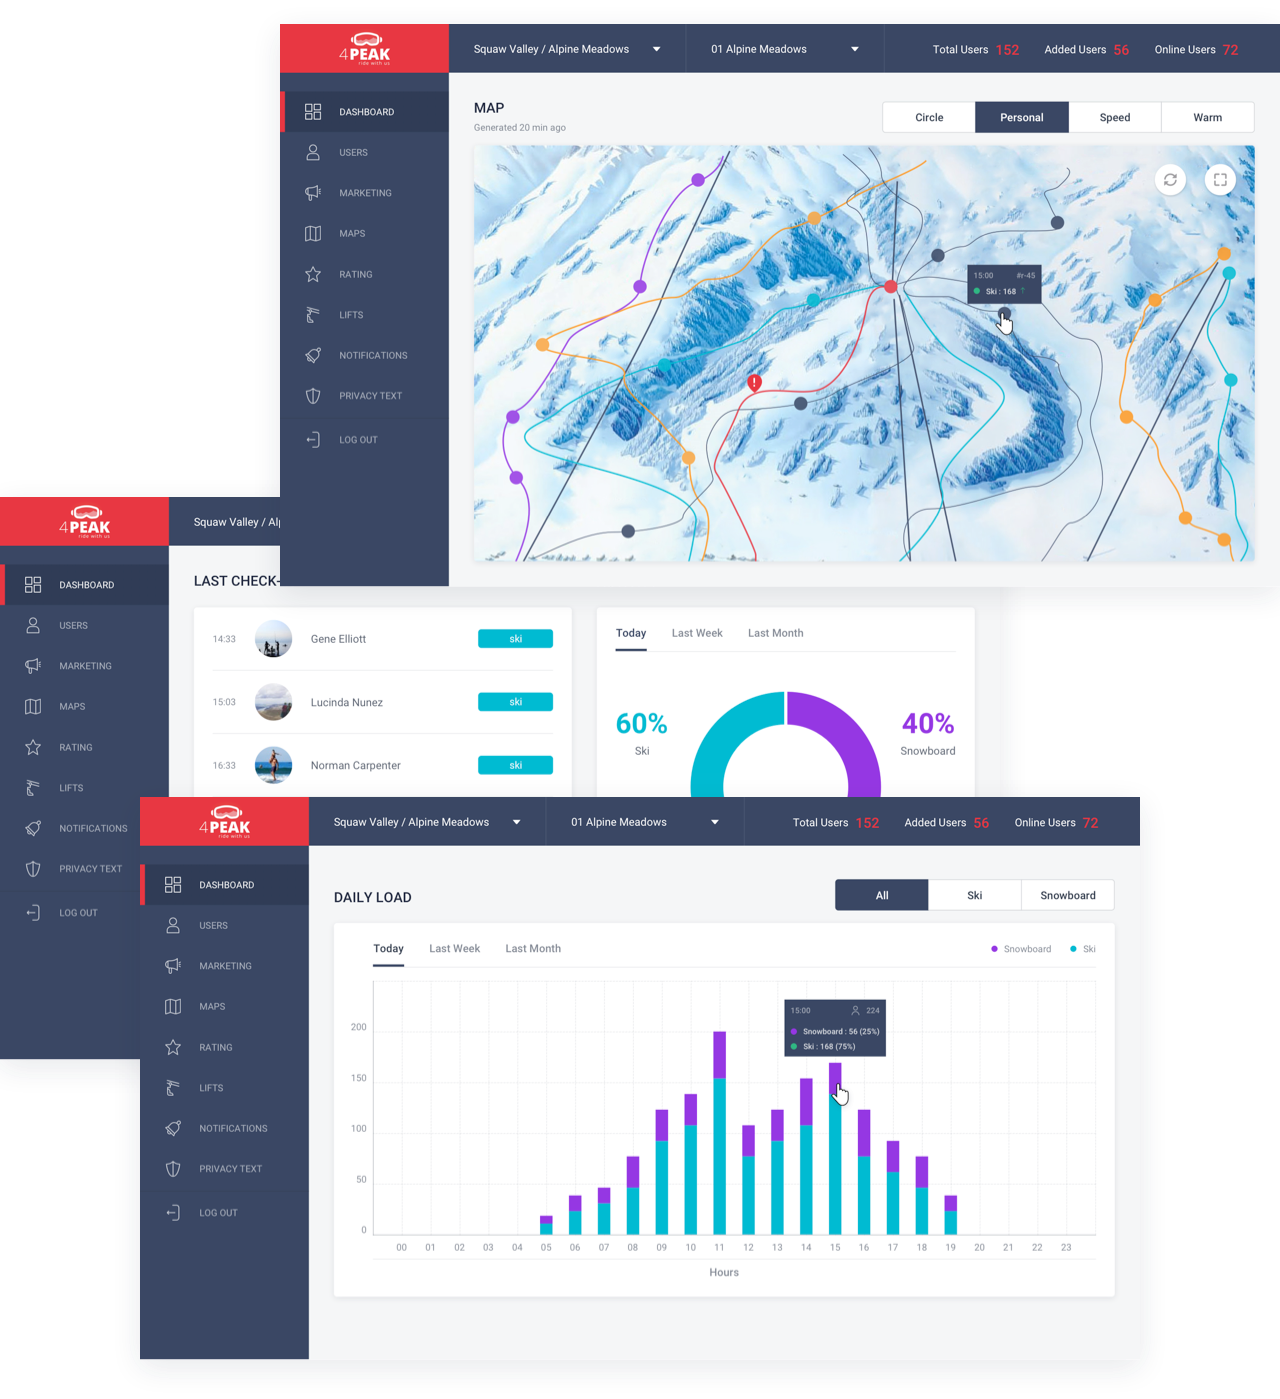 4PEAK
ride with us
Squaw Valley / Alpine Meadows
01 Alpine Meadows
Total Users 152
Added Users 56
Online Users 72
DASHBOARD
USERS
MARKETING
MAPS
RATING
LIFTS
NOTIFICATIONS
PRIVACY TEXT
LOG OUT
MAP
Generated 20 min ago
Circle
Personal
Speed
Warm
15:00 #r-45
Ski : 168 ↑
4PEAK
ride with us
Squaw Valley / Al
DASHBOARD
USERS
MARKETING
MAPS
RATING
LIFTS
NOTIFICATIONS
PRIVACY TEXT
LOG OUT
LAST CHECK-
14:33 Gene Elliott ski
15:03 Lucinda Nunez ski
16:33 Norman Carpenter ski
Today Last Week Last Month
60%
Ski
40%
Snowboard
4PEAK
ride with us
Squaw Valley / Alpine Meadows
01 Alpine Meadows
Total Users 152
Added Users 56
Online Users 72
DASHBOARD
USERS
MARKETING
MAPS
RATING
LIFTS
NOTIFICATIONS
PRIVACY TEXT
LOG OUT
DAILY LOAD
All
Ski
Snowboard
Today Last Week Last Month
Snowboard Ski
15:00 224
Snowboard : 56 (25%)
Ski : 168 (75%)
200
150
100
50
0
00 01 02 03 04 05 06 07 08 09 10 11 12 13 14 15 16 17 18 19 20 21 22 23
Hours